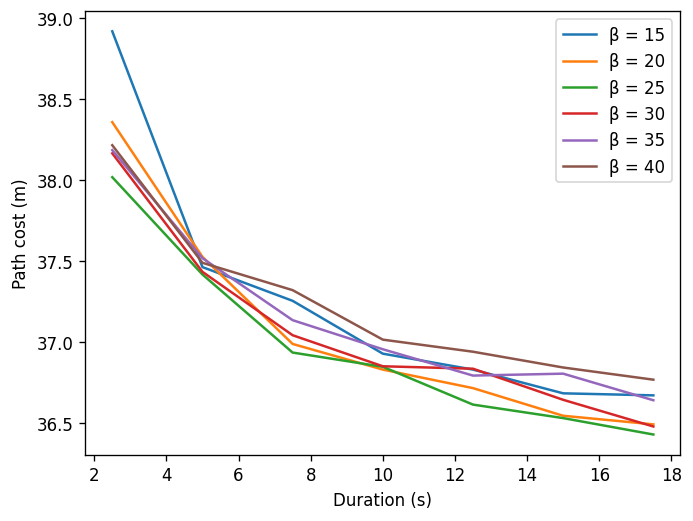 39.0
38.5
38.0
37.5
37.0
36.5
Path cost (m)
2 4 6 8 10 12 14 16 18
Duration (s)
β = 15
β = 20
β = 25
β = 30
β = 35
β = 40